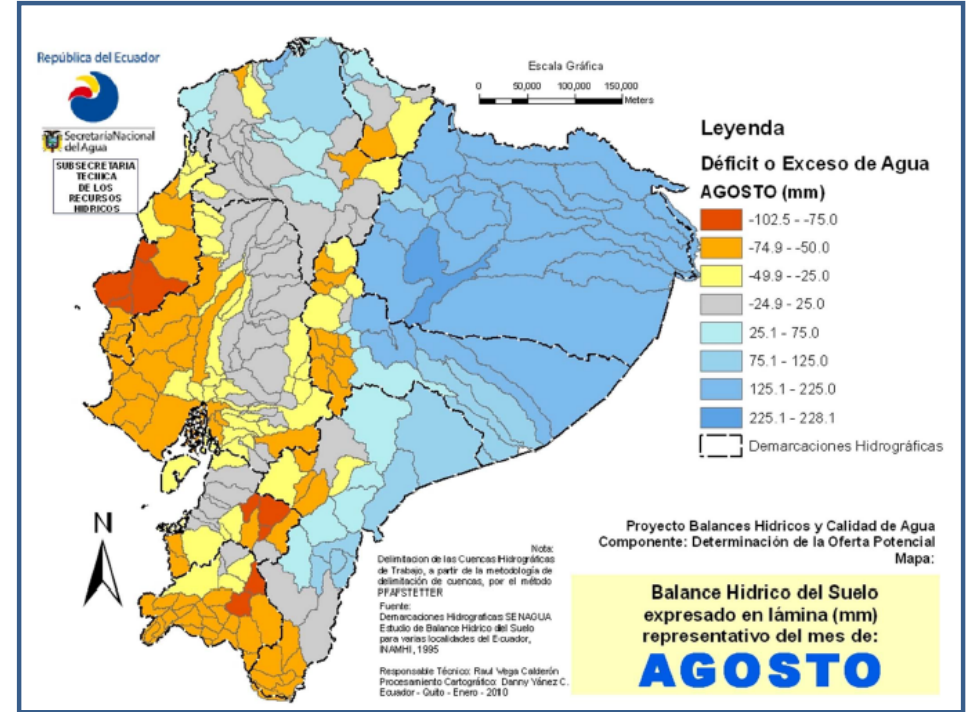 República del Ecuador
Secretaría Nacional
del Agua
SUBSECRETARIA
TECNICA
DE LOS
RECURSOS
HIDRICOS
Escala Gráfica
0 50,000 100,000 150,000
Meters
Leyenda
Déficit o Exceso de Agua
AGOSTO (mm)
-102.5 - -75.0
-74.9 - -50.0
-49.9 - -25.0
-24.9 - 25.0
25.1 - 75.0
75.1 - 125.0
125.1 - 225.0
225.1 - 228.1
Demarcaciones Hidrográficas
N
Nota:
Delimitacion de las Cuencas Hidrográficas
de Trabajo, a partir de la metodología de
delimitación de cuencas, por el método
PFAFSTETTER
Fuente:
Demarcaciones Hidrograficas SENAGUA
Estudio de Balance Hídrico del Suelo
para varias localidades del Ecuador,
INAMHI, 1995
Responsable Técnico: Raul Vega Calderón
Procesamiento Cartográfico: Danny Yánez C.
Ecuador - Quito - Enero - 2010
Proyecto Balances Hidricos y Calidad de Agua
Componente: Determinación de la Oferta Potencial
Mapa:
Balance Hídrico del Suelo
expresado en lámina (mm)
representativo del mes de:
AGOSTO